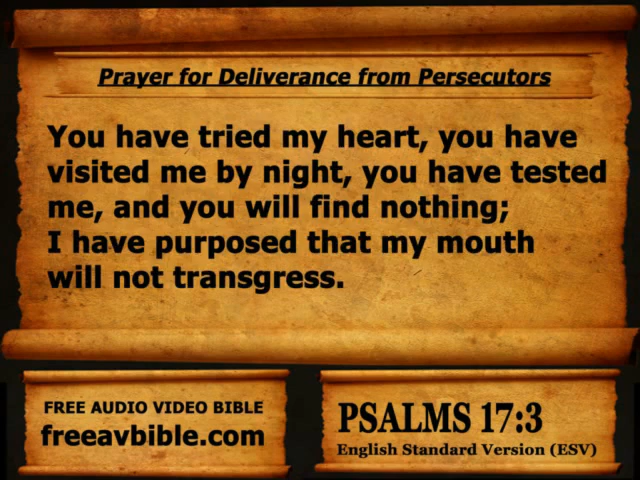 Prayer for Deliverance from Persecutors
You have tried my heart, you have
visited me by night, you have tested
me, and you will find nothing;
I have purposed that my mouth
will not transgress.
FREE AUDIO VIDEO BIBLE
freeavbible.com
PSALMS 17:3
English Standard Version (ESV)